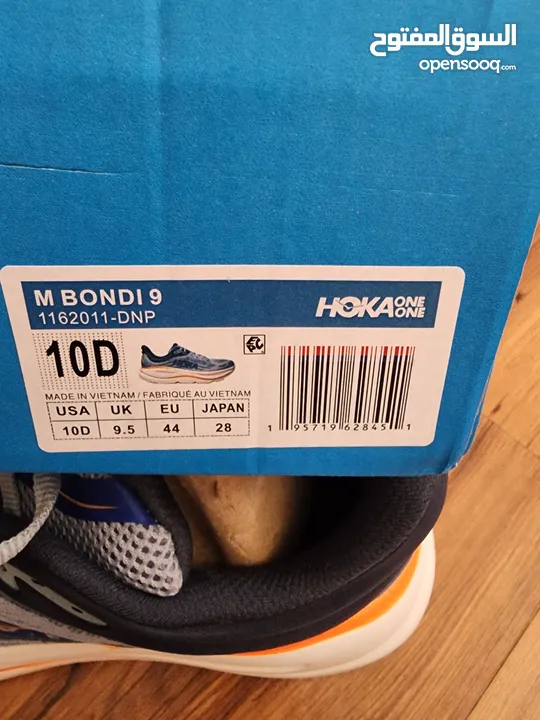 السوق المفتوح
opensooq.com
M BONDI 9
1162011-DNP
HOKA ONE ONE
10D
MADE IN VIETNAM / FABRIQUÉ AU VIETNAM
USA UK EU JAPAN
10D 9.5 44 28
1 95719 62845 1